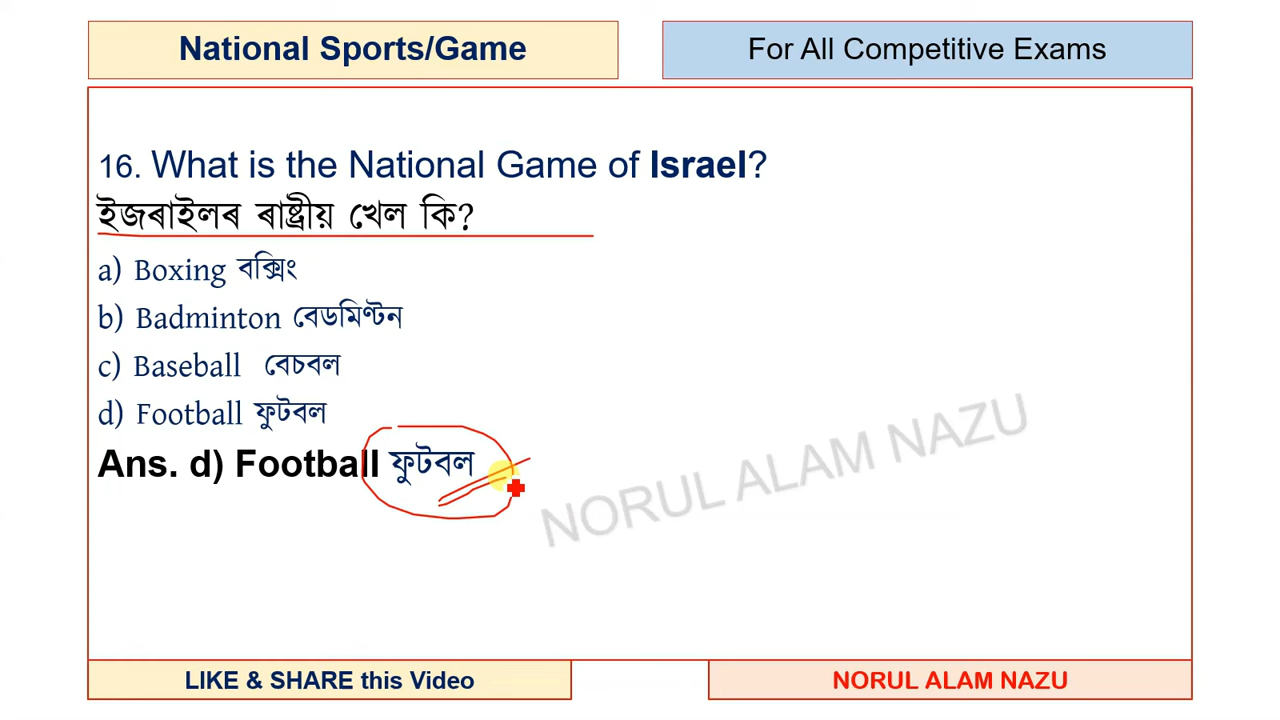 National Sports/Game
For All Competitive Exams
16. What is the National Game of Israel?
ইজৰাইলৰ ৰাষ্ট্ৰীয় খেল কি?
a) Boxing বক্সিং
b) Badminton বেডমিণ্টন
c) Baseball বেচবল
d) Football ফুটবল
Ans. d) Football ফুটবল
NORUL ALAM NAZU
LIKE & SHARE this Video
NORUL ALAM NAZU